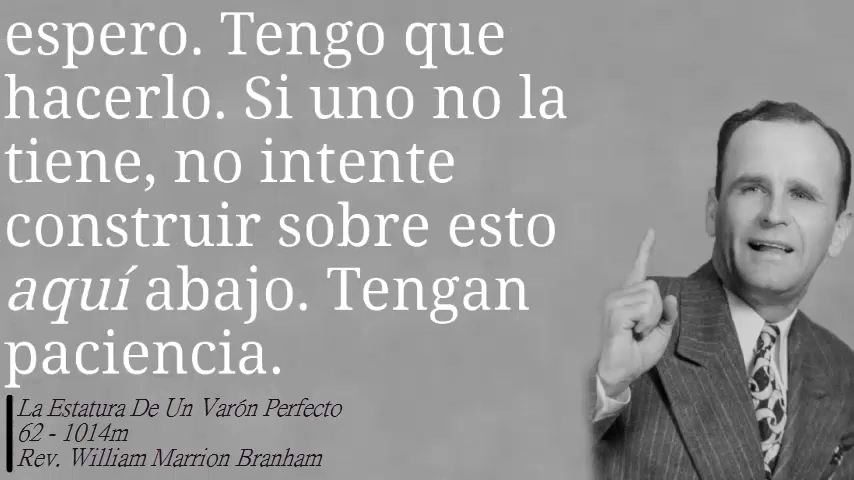 espero. Tengo que
hacerlo. Si uno no la
tiene, no intente
construir sobre esto
aquí abajo. Tengan
paciencia.
La Estatura De Un Varón Perfecto
62 - 1014m
Rev. William Marrion Branham